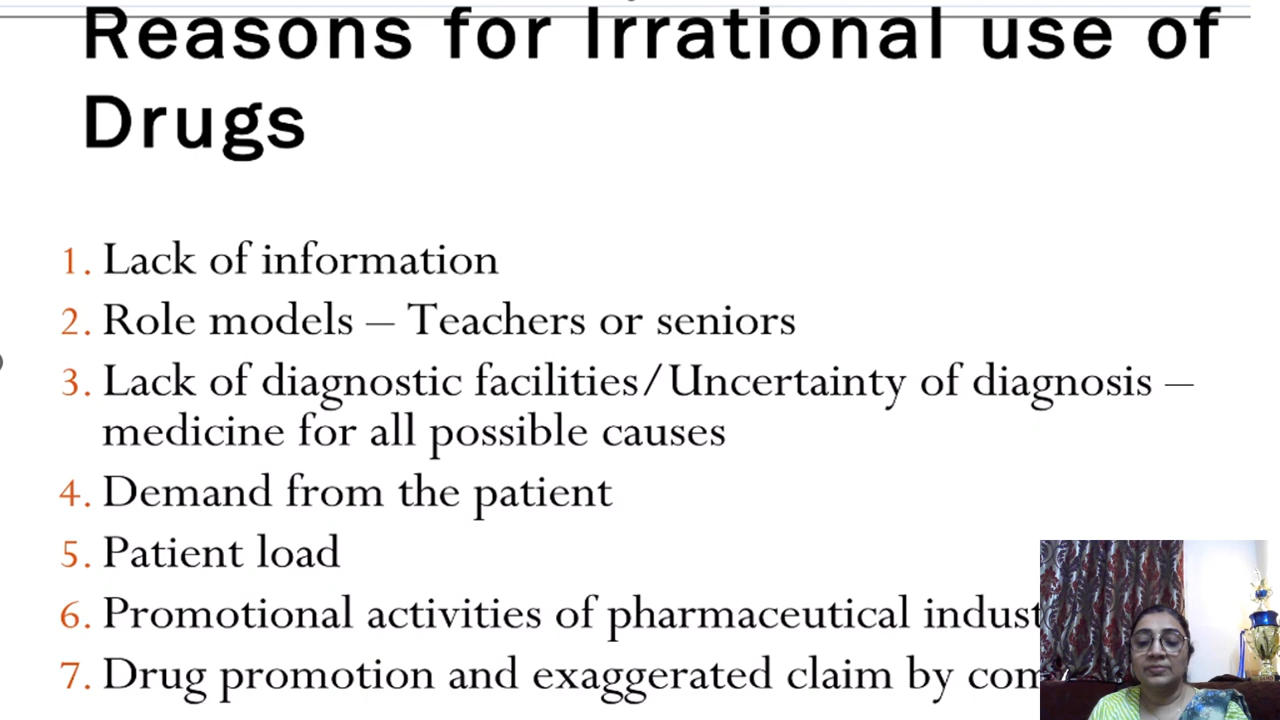 Reasons for Irrational use of
Drugs
1. Lack of information
2. Role models – Teachers or seniors
3. Lack of diagnostic facilities/Uncertainty of diagnosis –
medicine for all possible causes
4. Demand from the patient
5. Patient load
6. Promotional activities of pharmaceutical
7. Drug promotion and exaggerated claim by